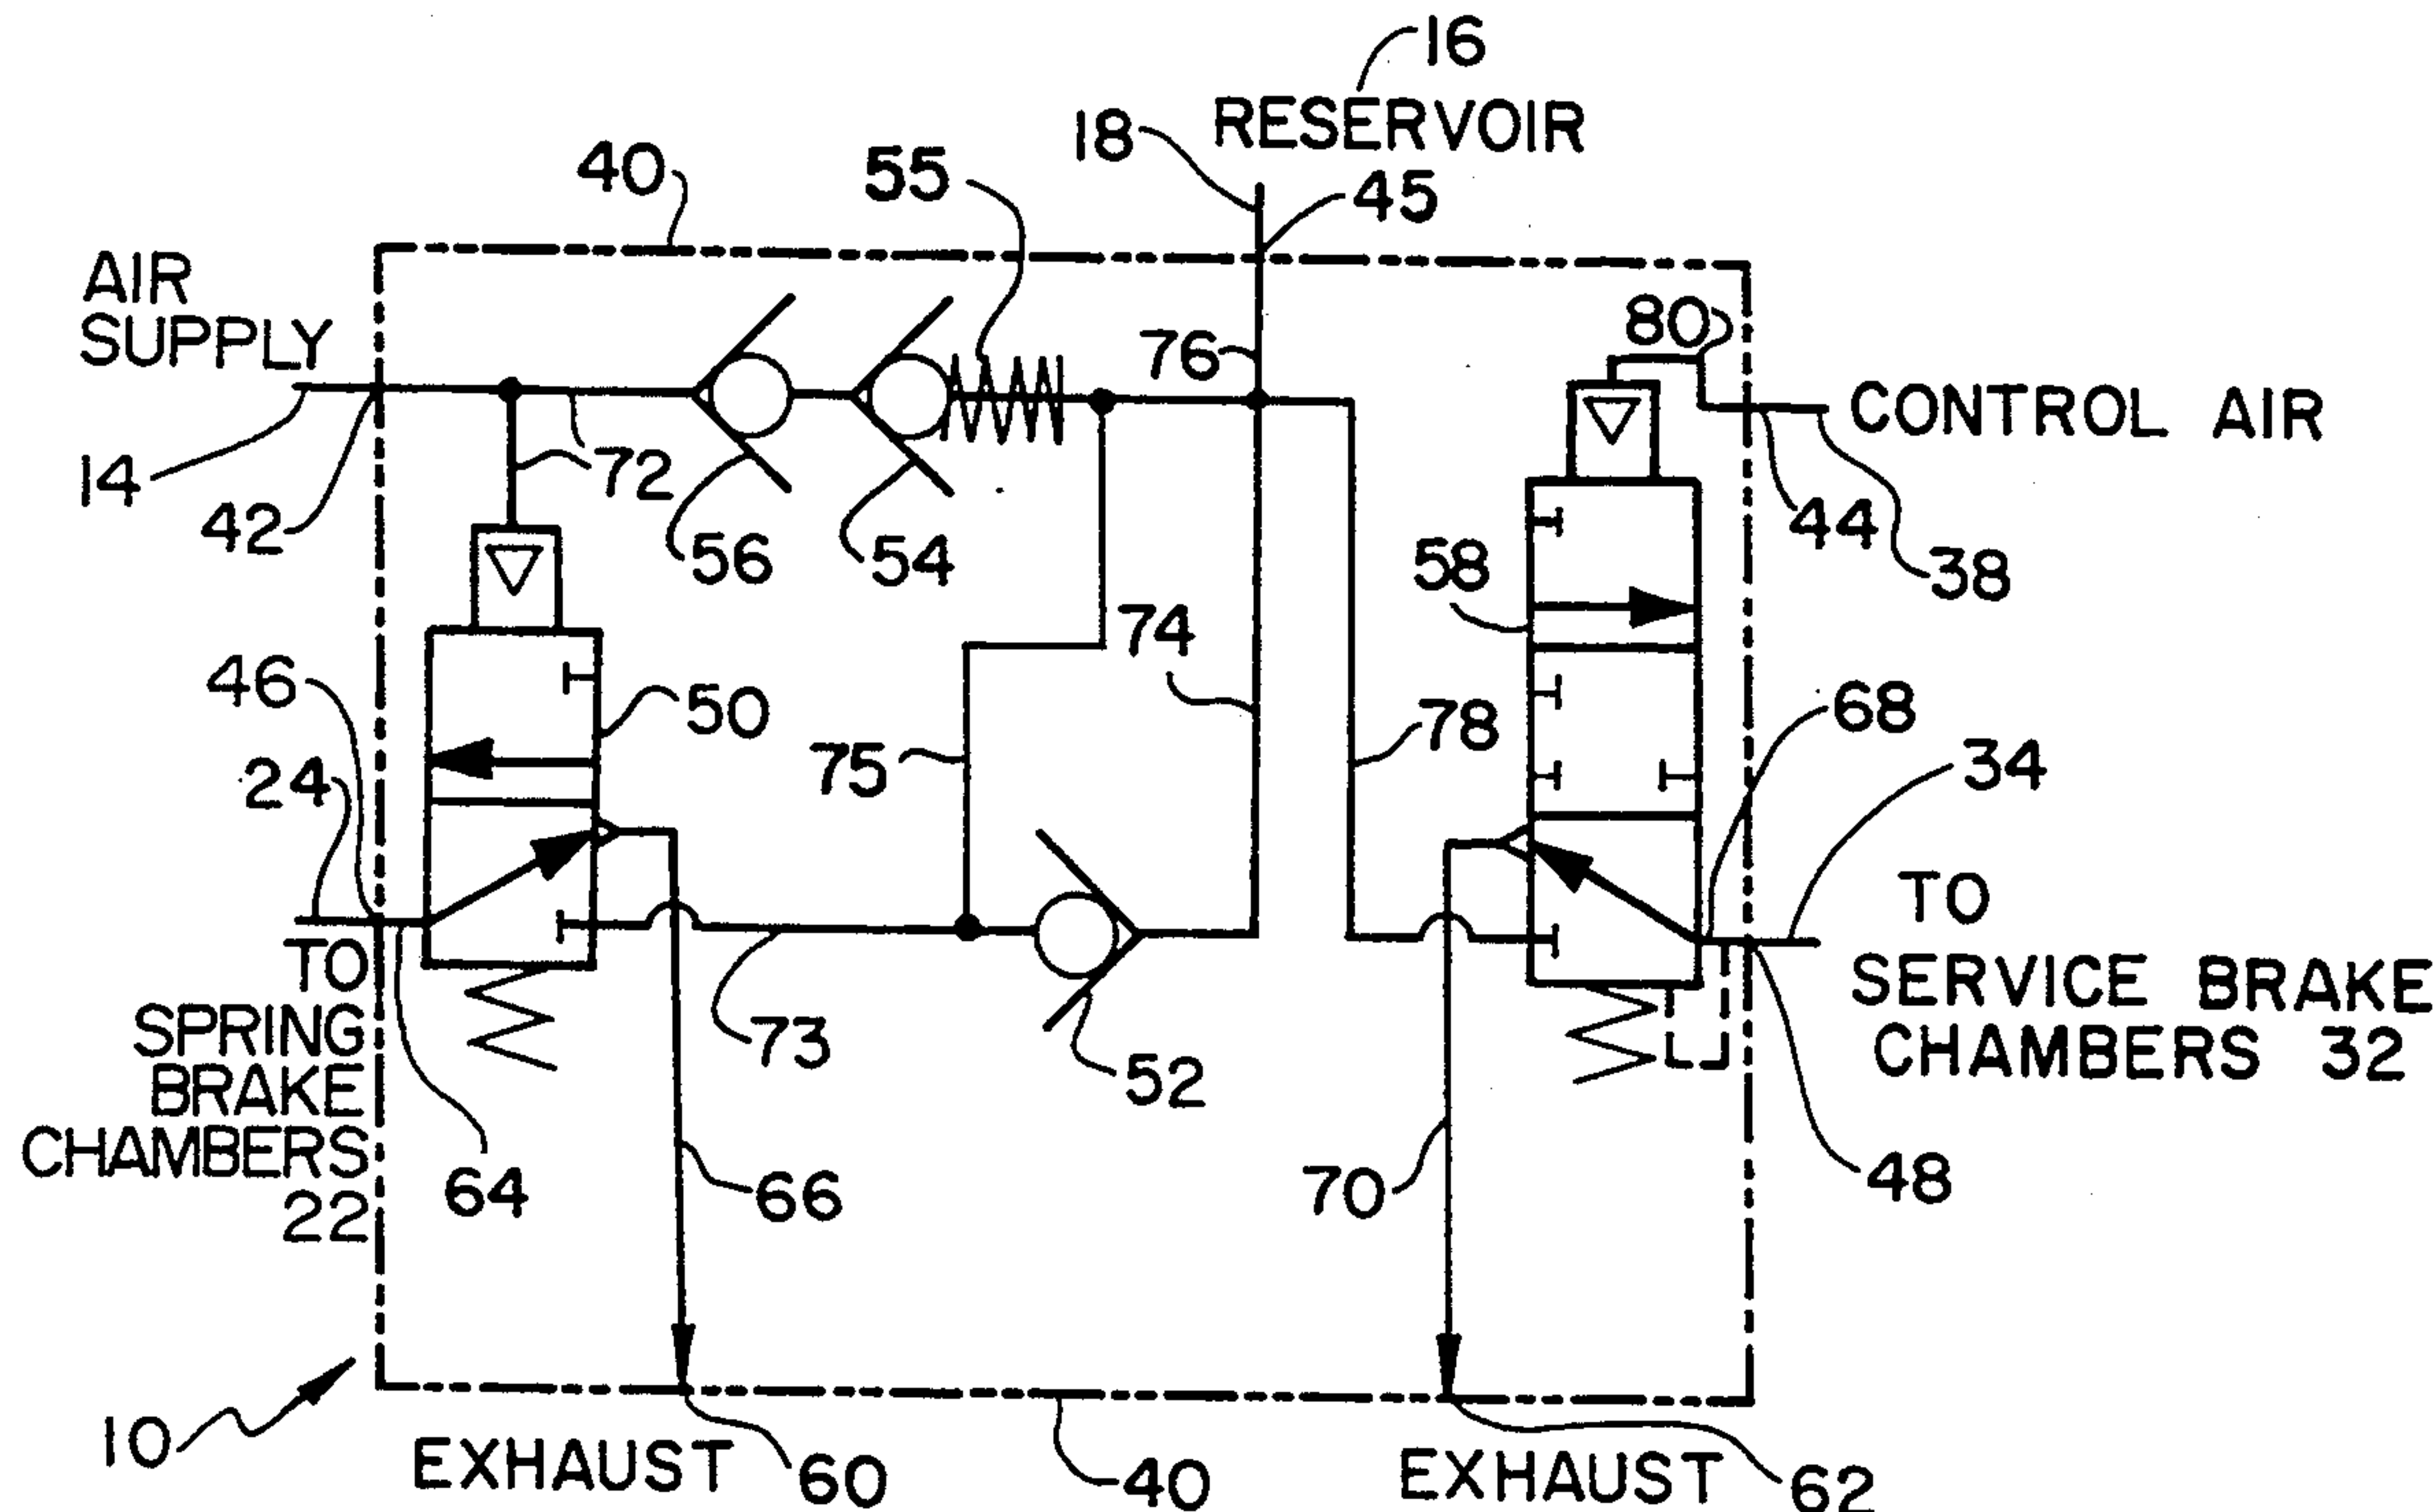 16
RESERVOIR
18
40
55
45
AIR
SUPPLY
80
76
CONTROL AIR
14
42
72
56
54
58
44
38
74
46
50
68
75
78
34
24
TO
SERVICE BRAKE
CHAMBERS 32
TO
SPRING
BRAKE
CHAMBERS
22
73
52
64
66
70
48
10
EXHAUST
60
40
EXHAUST
62